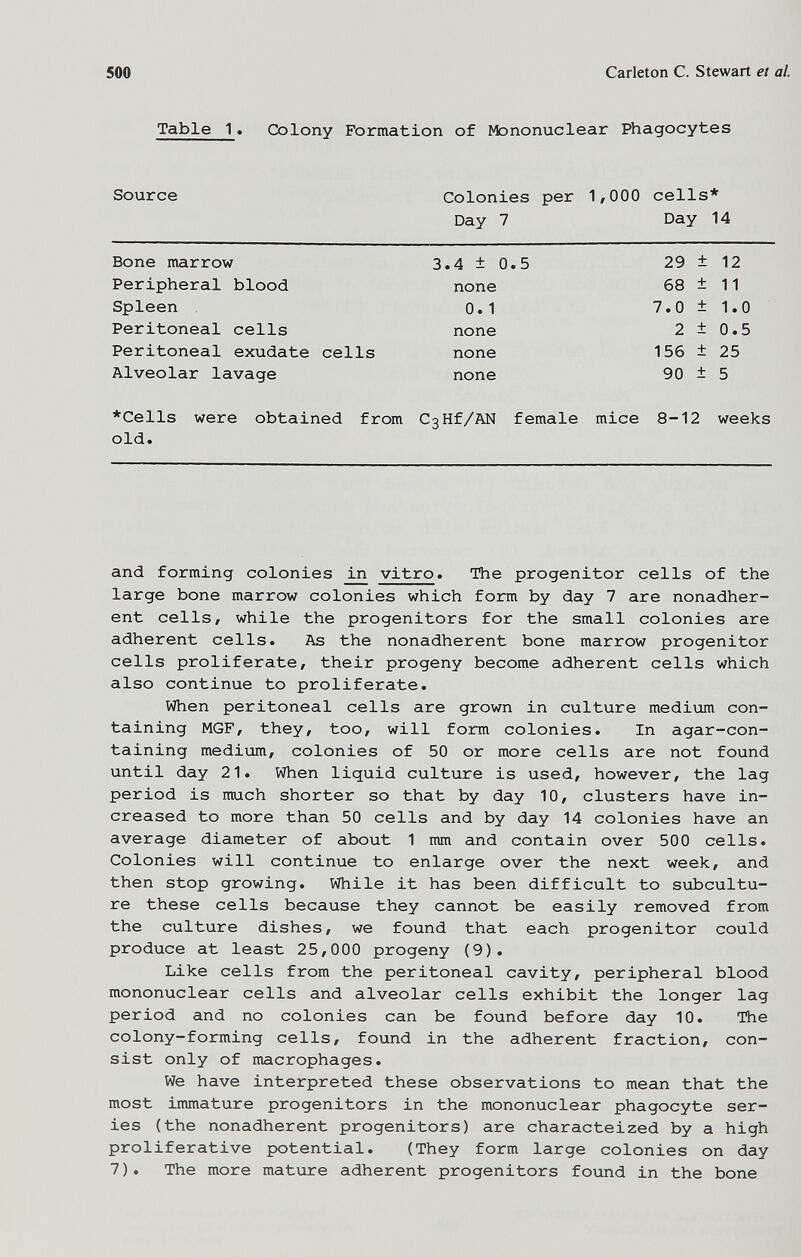 500 Carleton C. Stewart et al.
Table 1. Colony Formation of Mononuclear Phagocytes
Source Colonies per 1,000 cells*
Day 7 Day 14
Bone marrow 3.4 ± 0.5 29 ± 12
Peripheral blood none 68 ± 11
Spleen 0.1 7.0 ± 1.0
Peritoneal cells none 2 ± 0.5
Peritoneal exudate cells none 156 ± 25
Alveolar lavage none 90 ± 5
*Cells were obtained from C3Hf/AN female mice 8-12 weeks
old.
and forming colonies in vitro. The progenitor cells of the
large bone marrow colonies which form by day 7 are nonadher-
ent cells, while the progenitors for the small colonies are
adherent cells. As the nonadherent bone marrow progenitor
cells proliferate, their progeny become adherent cells which
also continue to proliferate.
When peritoneal cells are grown in culture medium con-
taining MGF, they, too, will form colonies. In agar-con-
taining medium, colonies of 50 or more cells are not found
until day 21. When liquid culture is used, however, the lag
period is much shorter so that by day 10, clusters have in-
creased to more than 50 cells and by day 14 colonies have an
average diameter of about 1 mm and contain over 500 cells.
Colonies will continue to enlarge over the next week, and
then stop growing. While it has been difficult to subcultu-
re these cells because they cannot be easily removed from
the culture dishes, we found that each progenitor could
produce at least 25,000 progeny (9).
Like cells from the peritoneal cavity, peripheral blood
mononuclear cells and alveolar cells exhibit the longer lag
period and no colonies can be found before day 10. The
colony-forming cells, found in the adherent fraction, con-
sist only of macrophages.
We have interpreted these observations to mean that the
most immature progenitors in the mononuclear phagocyte ser-
ies (the nonadherent progenitors) are characteized by a high
proliferative potential. (They form large colonies on day
7). The more mature adherent progenitors found in the bone